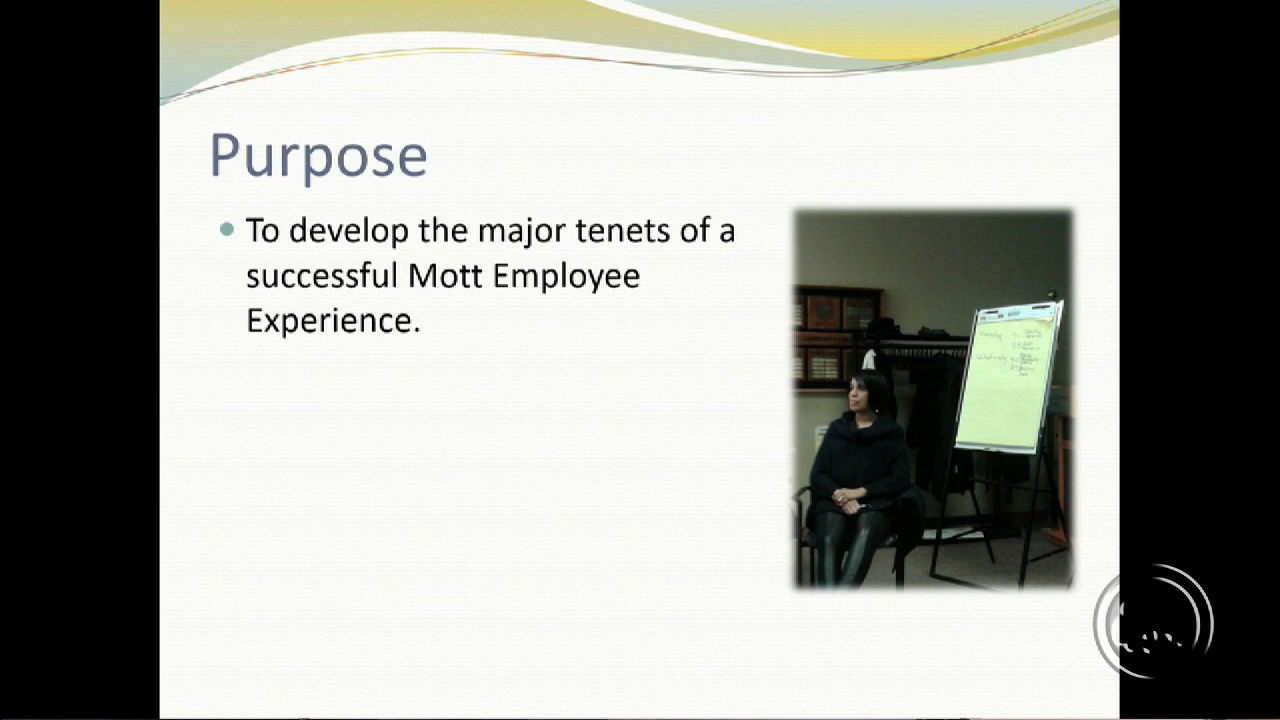 Purpose
To develop the major tenets of a
successful Mott Employee
Experience.